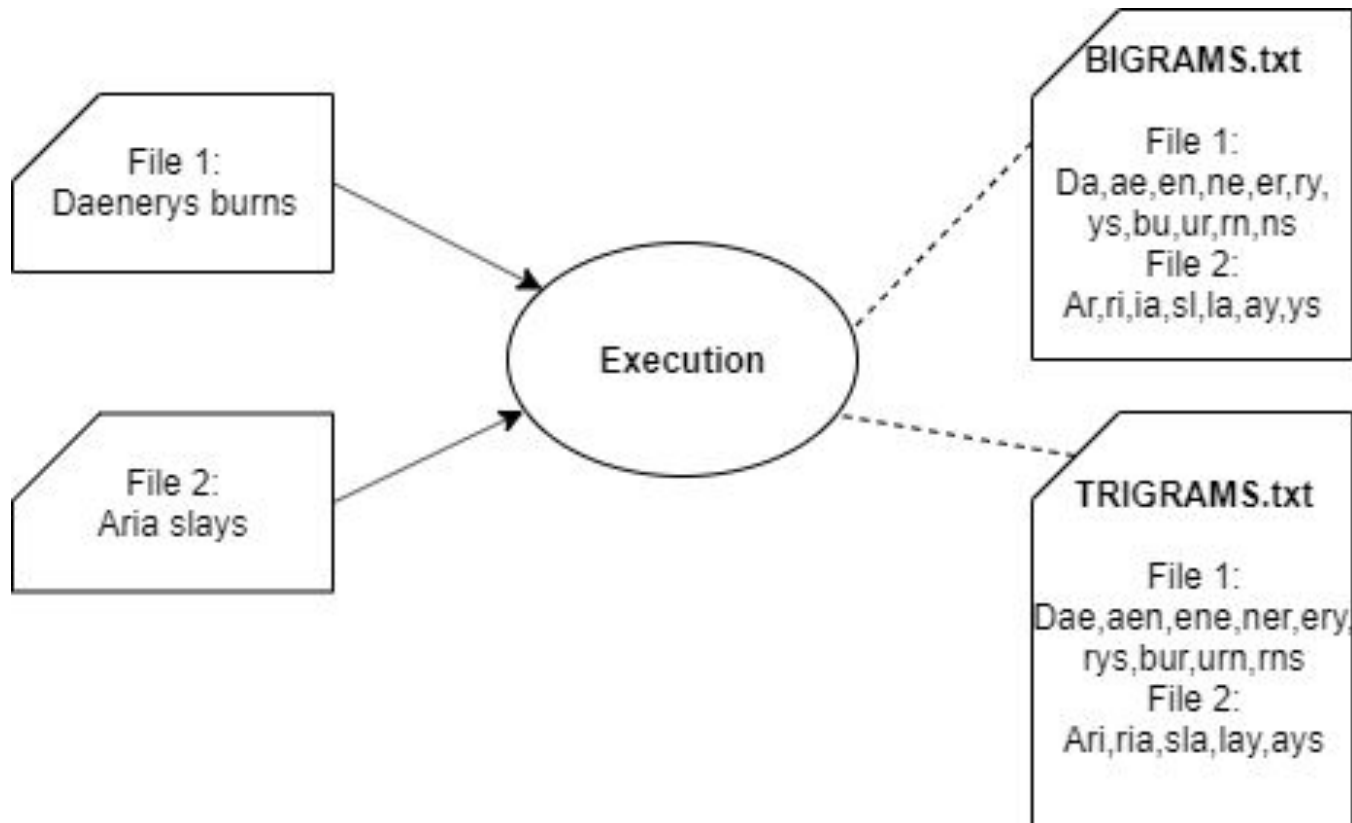 File 1:
Daenerys burns
File 2:
Aria slays
Execution
BIGRAMS.txt
File 1:
Da,ae,en,ne,er,ry,
ys,bu,ur,rn,ns
File 2:
Ar,ri,ia,sl,la,ay,ys
TRIGRAMS.txt
File 1:
Dae,aen,ene,ner,ery,
rys,bur,urn,rns
File 2:
Ari,ria,sla,lay,ays